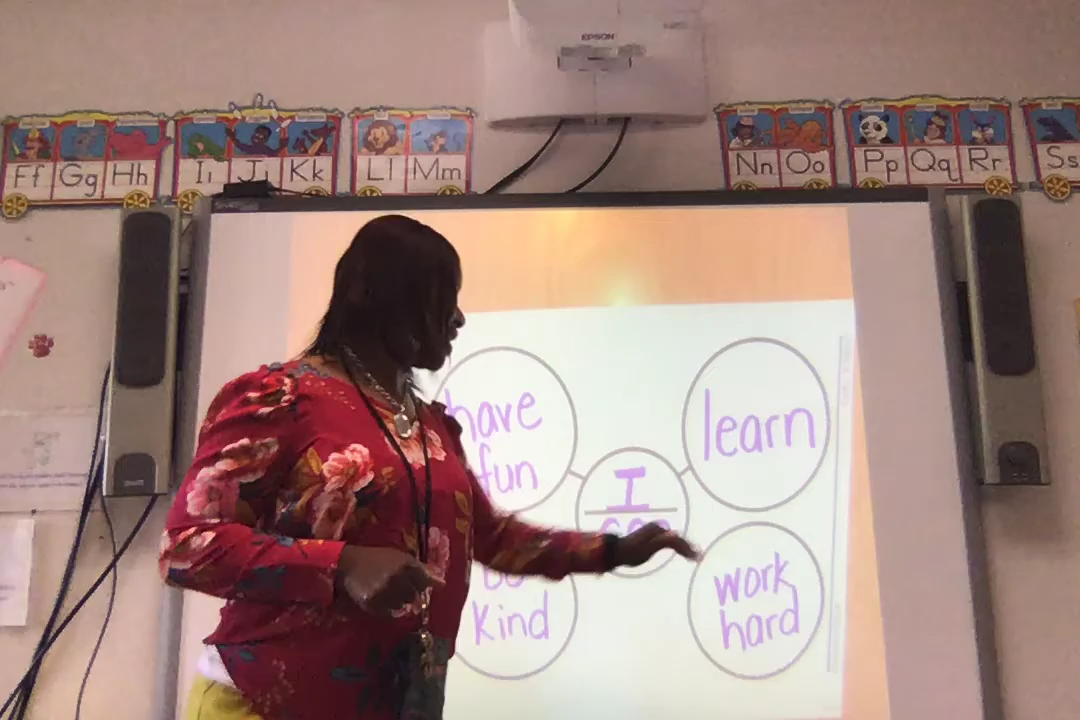 EPSON
Ff Gg Hh
Ii Jj Kk
Ll Mm
Nn Oo
Pp Qq Rr
Ss
have
fun
learn
I
Kind
work
hard